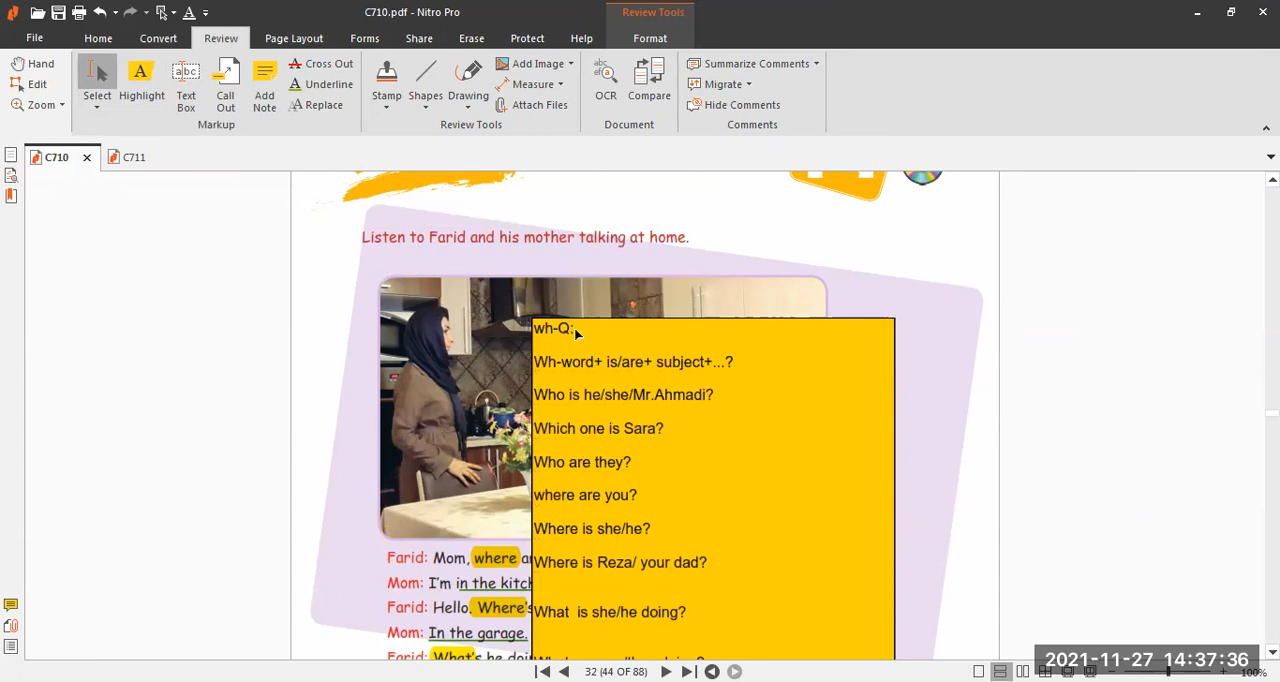 C710.pdf - Nitro Pro
Review Tools
File Home Convert Review Page Layout Forms Share Erase Protect Help Format
Hand
Edit
Zoom
Select
Highlight
Text Box
Call Out
Add Note
Cross Out
Underline
Replace
Markup
Stamp
Shapes
Drawing
Add Image
Measure
Attach Files
Review Tools
OCR
Compare
Document
Summarize Comments
Migrate
Hide Comments
Comments
C710
C711
Listen to Farid and his mother talking at home.
wh-Q:
Wh-word+ is/are+ subject+...?
Who is he/she/Mr.Ahmadi?
Which one is Sara?
Who are they?
where are you?
Where is she/he?
Where is Reza/ your dad?
What  is she/he doing?
Farid: Mom, where
Mom: I'm in the kitc
Farid: Hello. Where's
Mom: In the garage.
Farid: What's he doi
32 (44 OF 88)
100%
2021-11-27 14:37:36